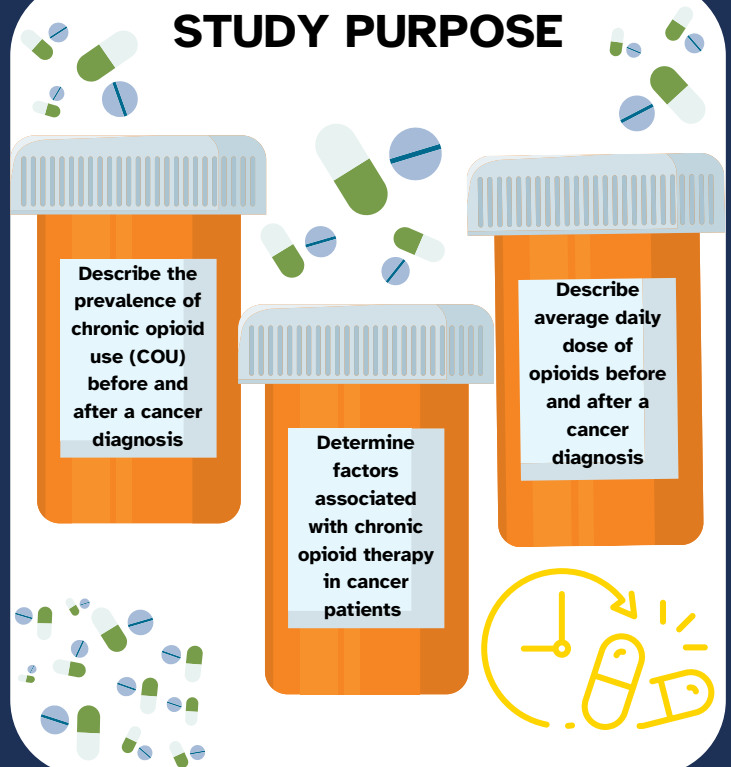 STUDY PURPOSE
Describe the
prevalence of
chronic opioid
use (COU)
before and
after a cancer
diagnosis
Determine
factors
associated
with chronic
opioid therapy
in cancer
patients
Describe
average daily
dose of
opioids before
and after a
cancer
diagnosis